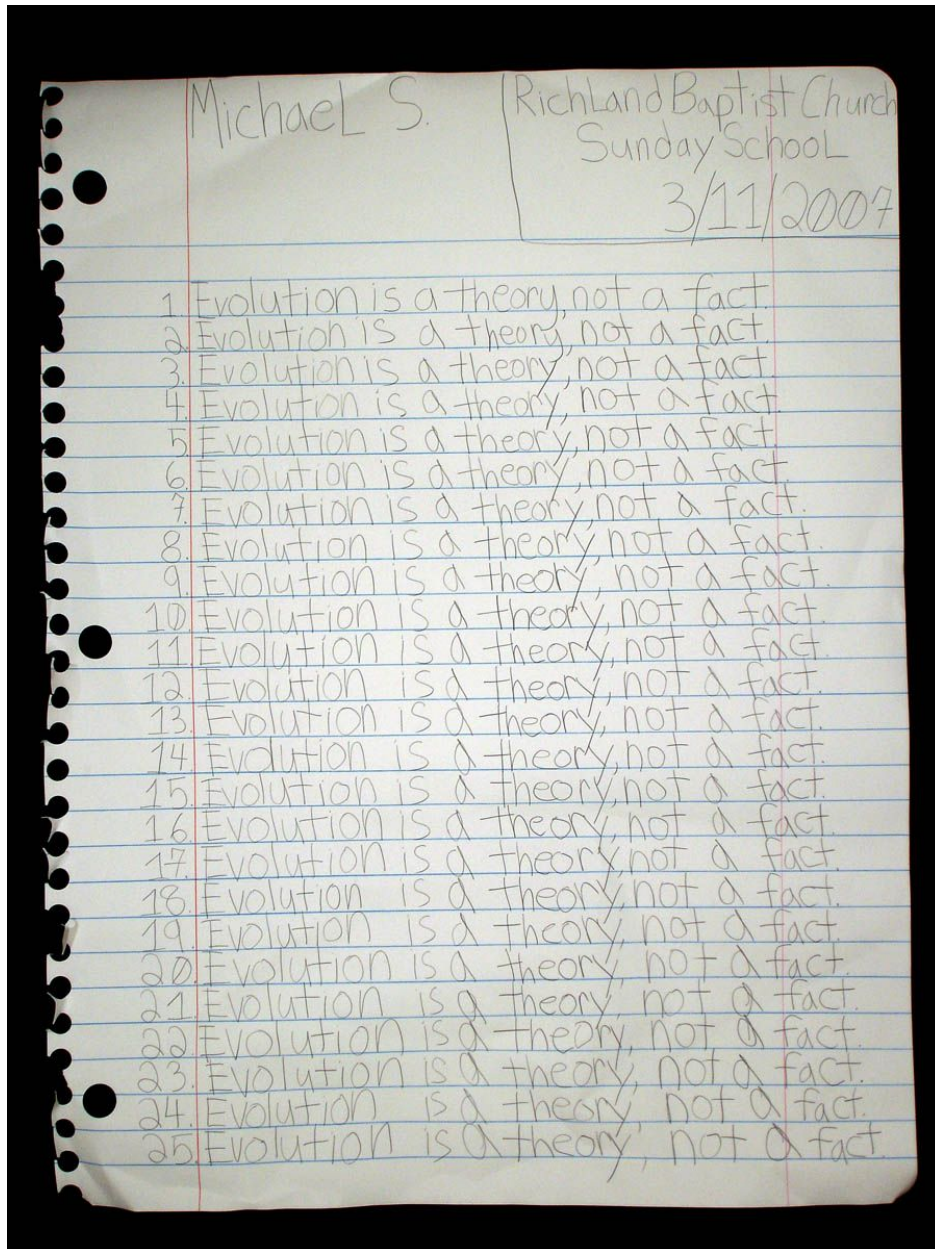 Michael S.
Richland Baptist Church
Sunday School
3/11/2007
1. Evolution is a theory, not a fact.
2. Evolution is a theory, not a fact.
3. Evolution is a theory, not a fact.
4. Evolution is a theory, not a fact.
5. Evolution is a theory, not a fact.
6. Evolution is a theory, not a fact.
7. Evolution is a theory, not a fact.
8. Evolution is a theory, not a fact.
9. Evolution is a theory, not a fact.
10. Evolution is a theory, not a fact.
11. Evolution is a theory, not a fact.
12. Evolution is a theory, not a fact.
13. Evolution is a theory, not a fact.
14. Evolution is a theory, not a fact.
15. Evolution is a theory, not a fact.
16. Evolution is a theory, not a fact.
17. Evolution is a theory, not a fact.
18. Evolution is a theory, not a fact.
19. Evolution is a theory, not a fact.
20. Evolution is a theory, not a fact.
21. Evolution is a theory, not a fact.
22. Evolution is a theory, not a fact.
23. Evolution is a theory, not a fact.
24. Evolution is a theory, not a fact.
25. Evolution is a theory, not a fact.